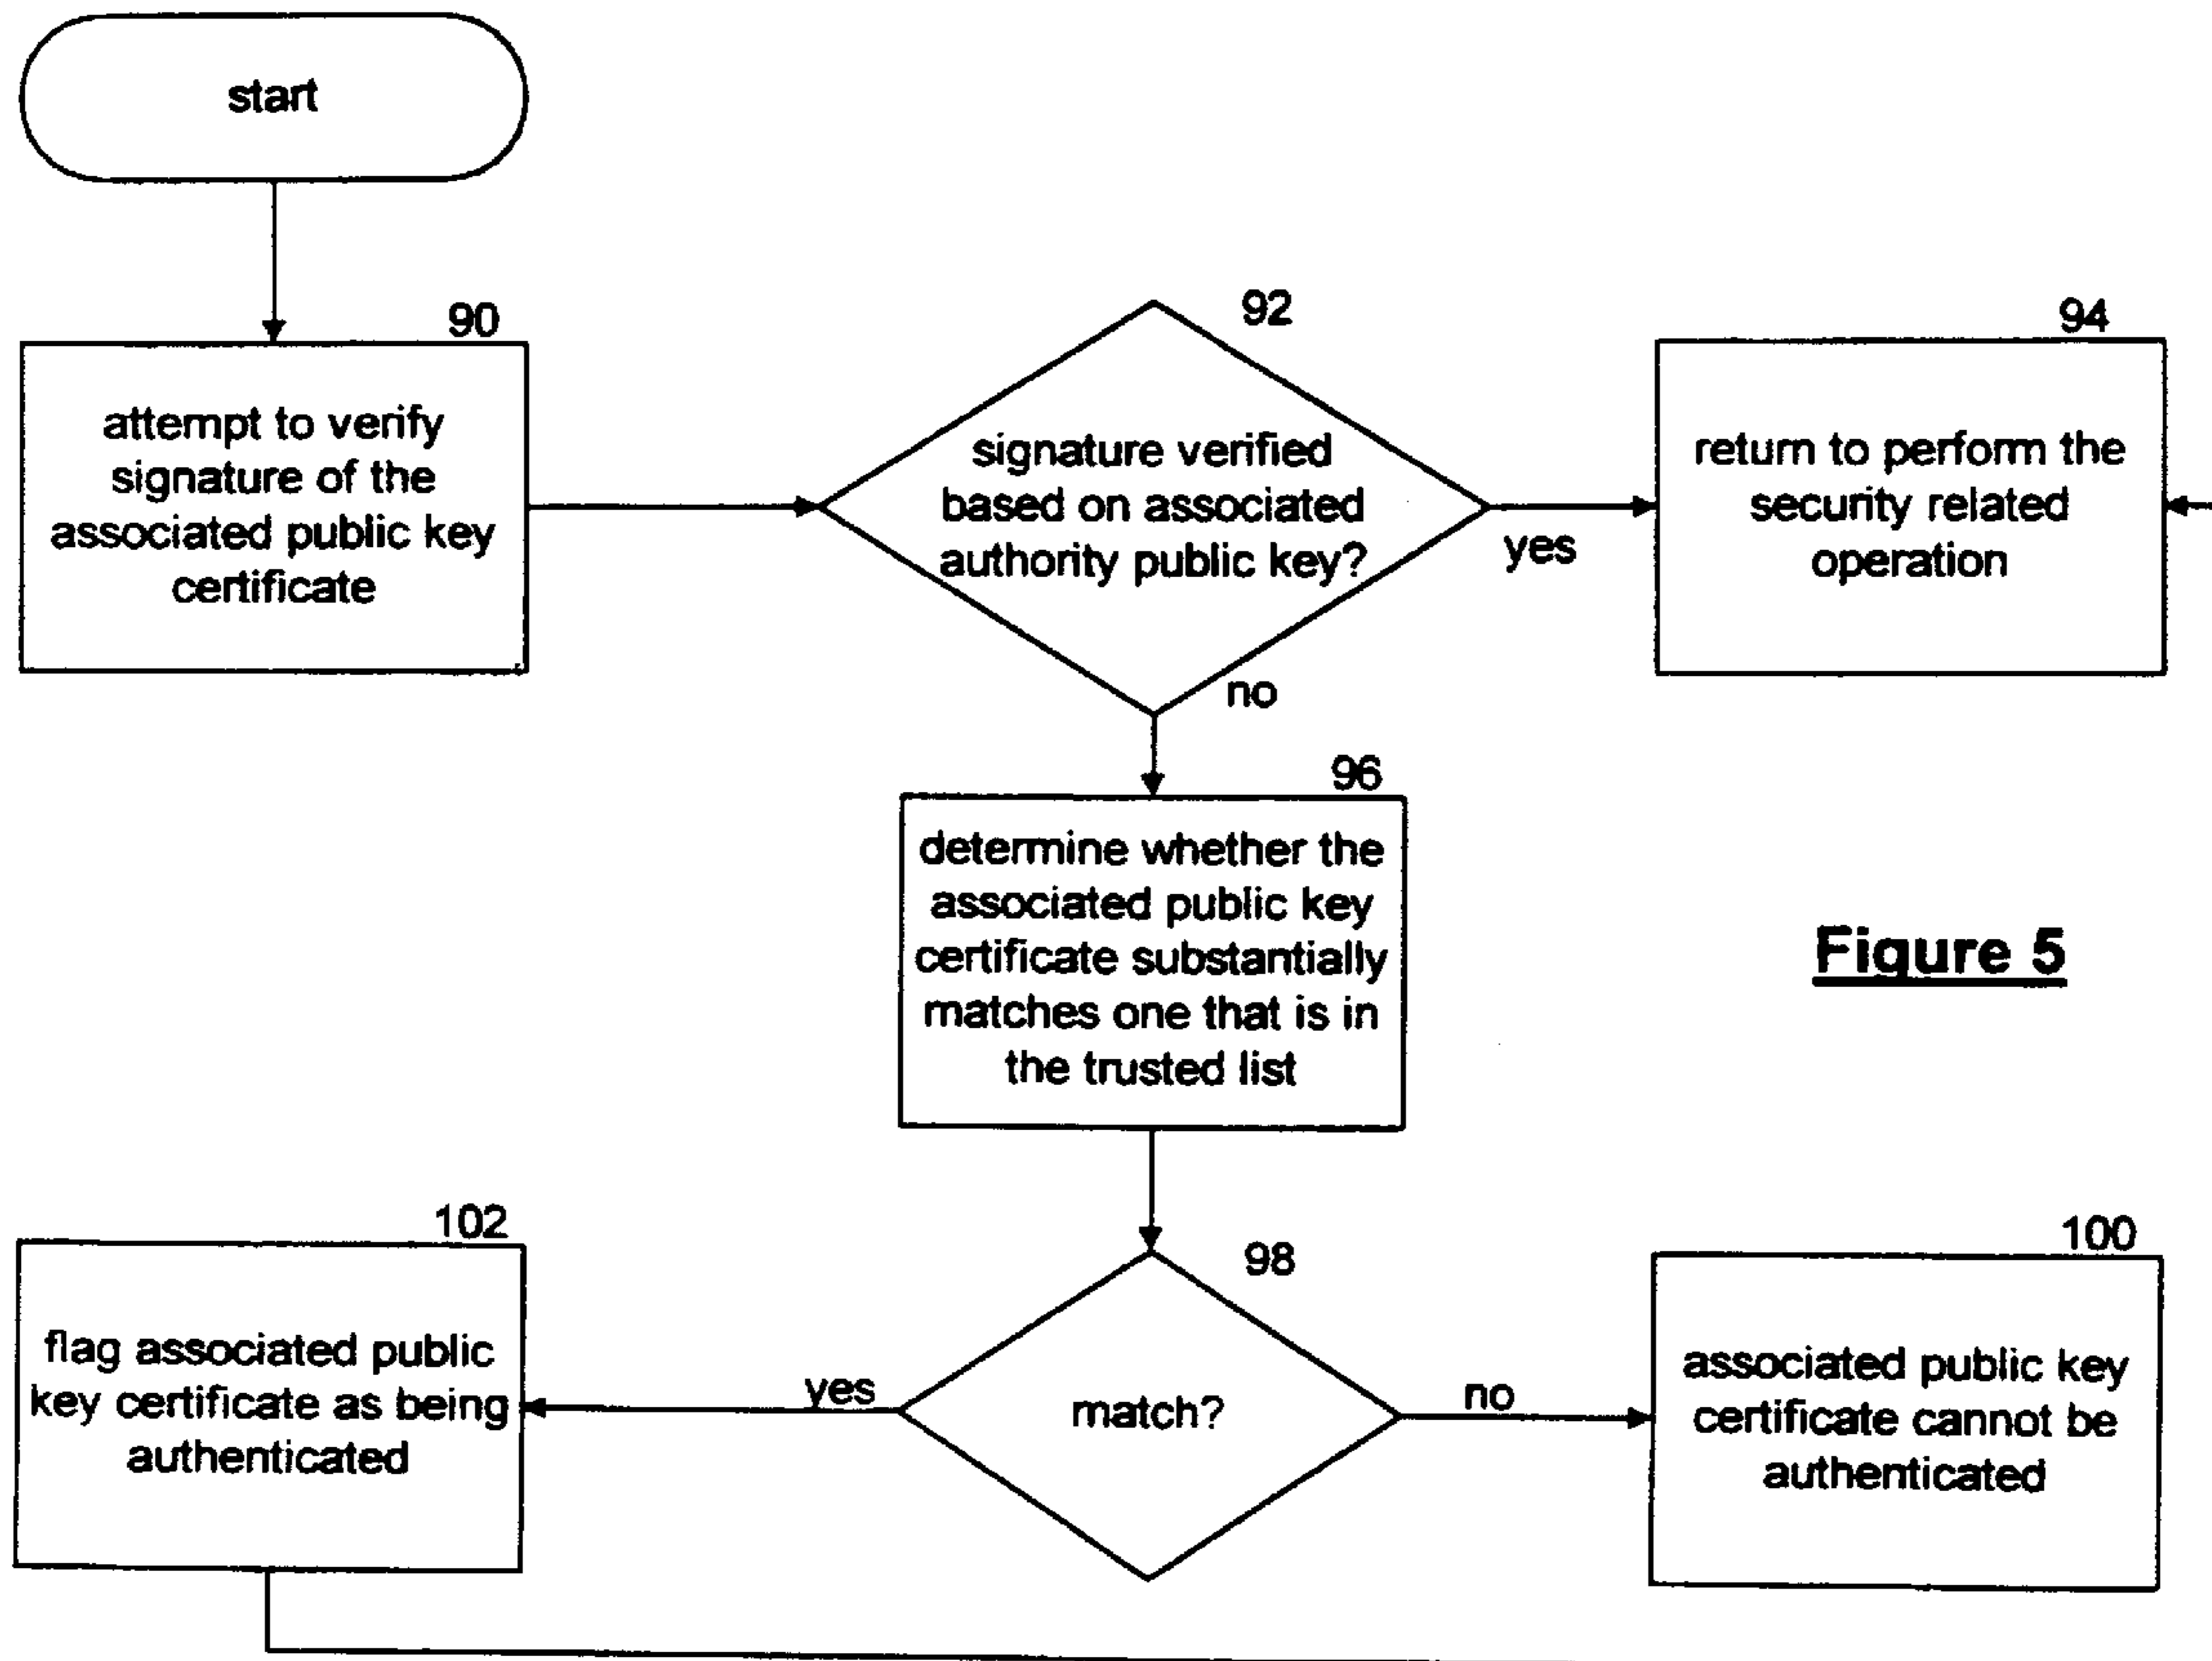 start
90
attempt to verify
signature of the
associated public key
certificate
92
signature verified
based on associated
authority public key?
yes
no
94
return to perform the
security related
operation
96
determine whether the
associated public key
certificate substantially
matches one that is in
the trusted list
Figure 5
98
match?
yes
no
102
flag associated public
key certificate as being
authenticated
100
associated public key
certificate cannot be
authenticated